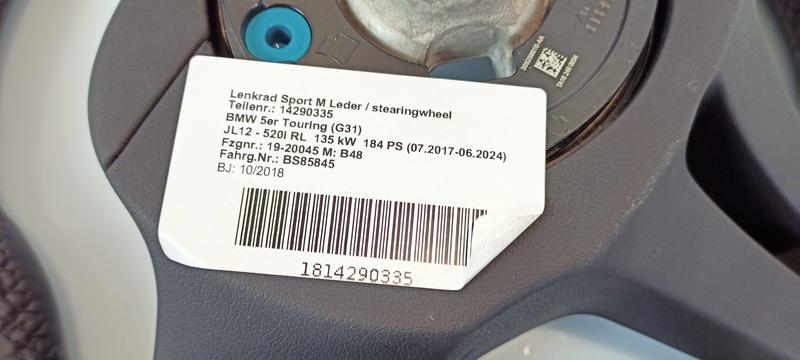 Lenkrad Sport M Leder / stearingwheel
Teilenr.: 14290335
BMW 5er Touring (G31)
JL12 - 520I RL 135 kW 184 PS (07.2017-06.2024)
Fzgnr.: 19-20045 M: B48
Fahrg.Nr.: BS85845
BJ: 10/2018
1814290335